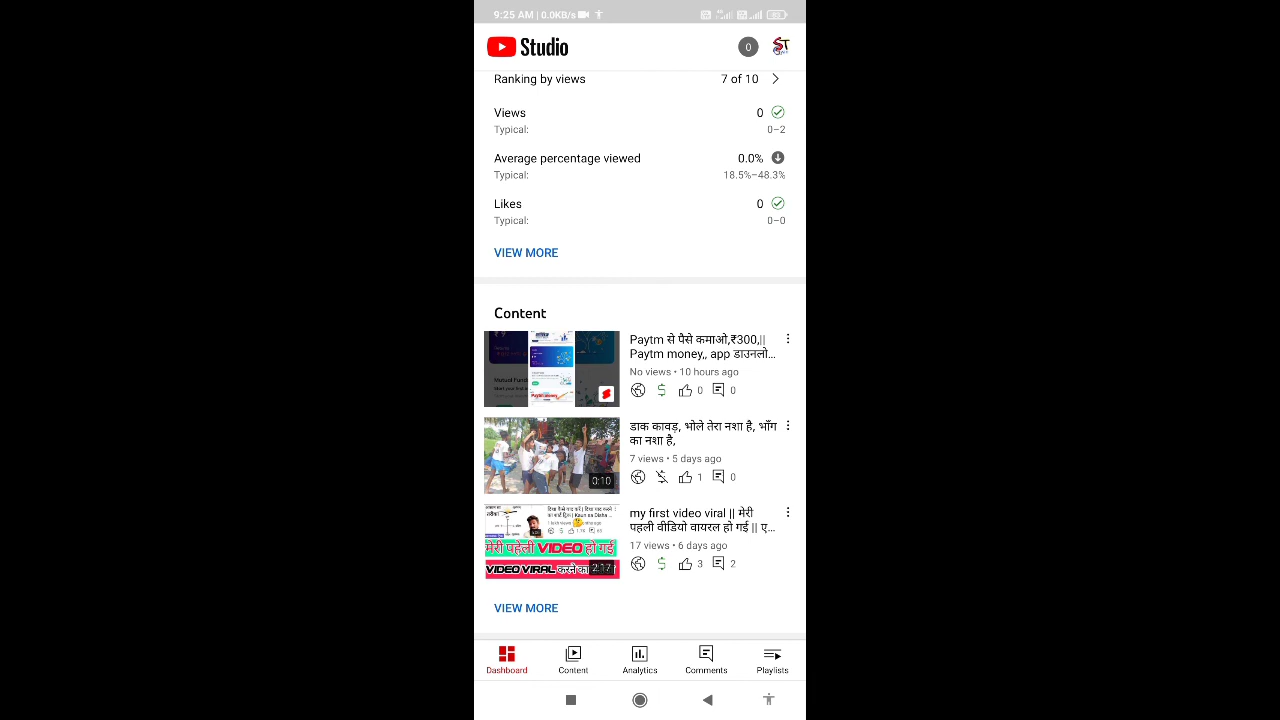 9:25 AM | 0.0KB/s
Studio
0
ST
Ranking by views 7 of 10
Views 0
Typical: 0–2
Average percentage viewed 0.0%
Typical: 18.5%–48.3%
Likes 0
Typical: 0–0
VIEW MORE
Content
Paytm से पैसे कमाओ,₹300,||
Paytm money,, app डाउनलो...
No views • 10 hours ago
0 0
डाक कावड़, भोले तेरा नशा है, भाँग
का नशा है,
7 views • 5 days ago
1 0
0:10
my first video viral || मेरी
पहली वीडियो वायरल हो गई || ए...
17 views • 6 days ago
3 2
मेरी पहेली VIDEO हो गई
VIDEO VIRAL करने का
2:17
VIEW MORE
Dashboard Content Analytics Comments Playlists